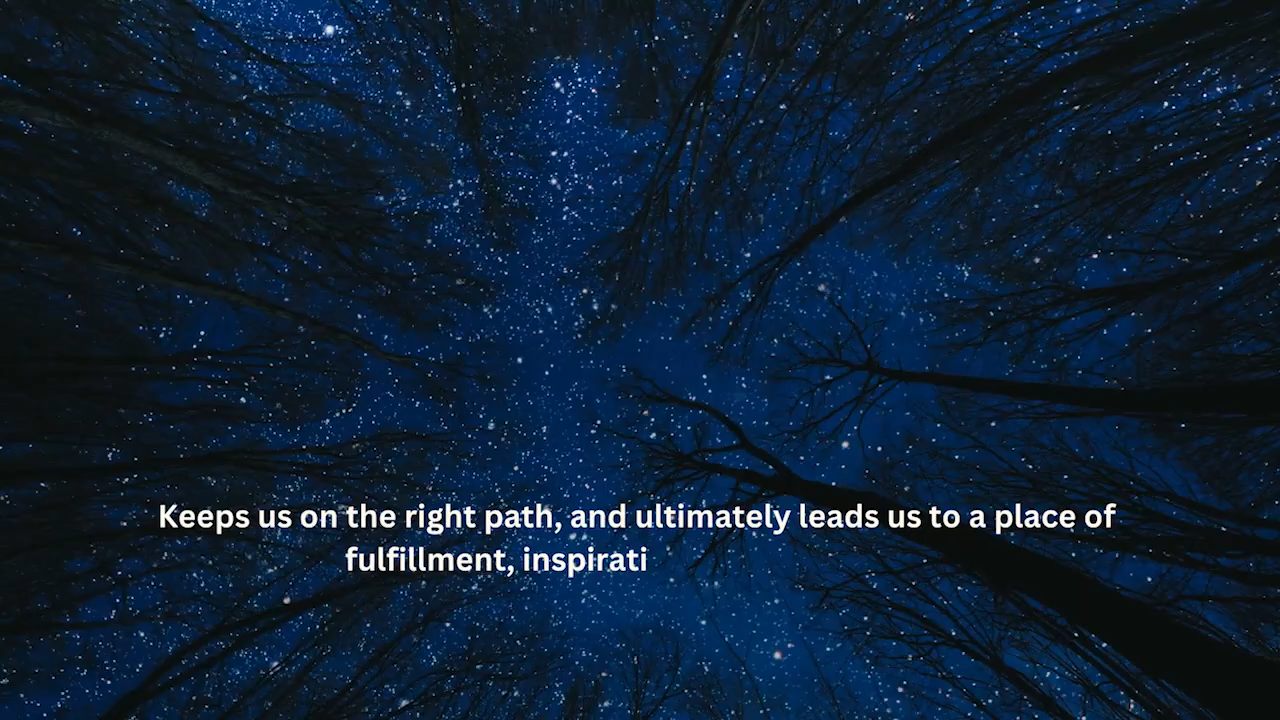 Keeps us on the right path, and ultimately leads us to a place of
fulfillment, inspirati